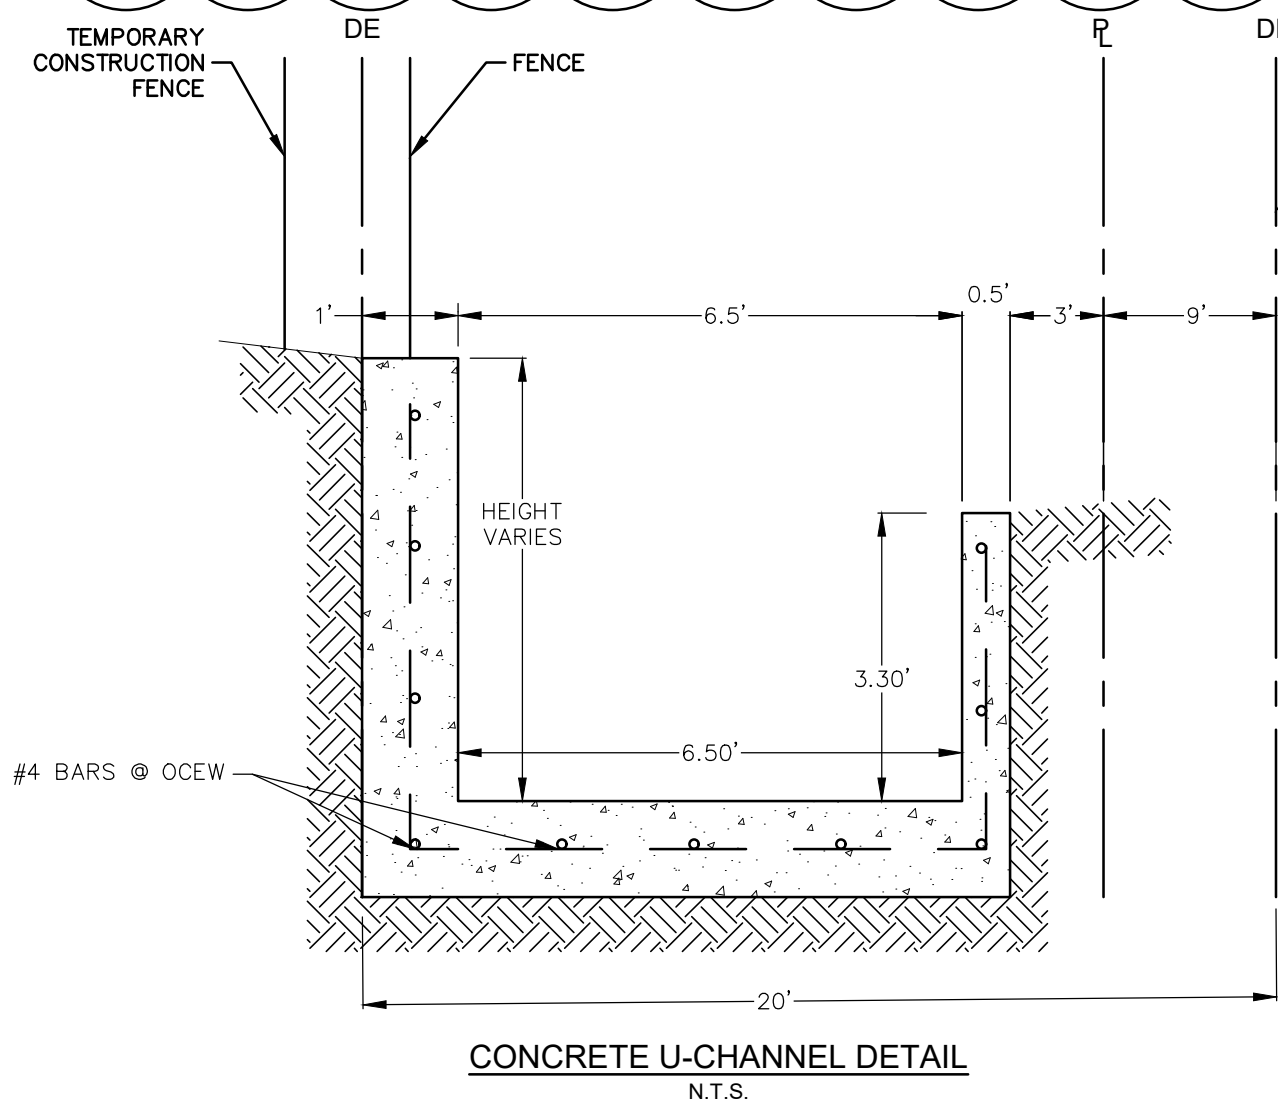 DE
PL
TEMPORARY
CONSTRUCTION
FENCE
FENCE
1'
6.5'
0.5'
3'
9'
HEIGHT
VARIES
3.30'
6.50'
#4 BARS @ OCEW
20'
CONCRETE U-CHANNEL DETAIL
N.T.S.